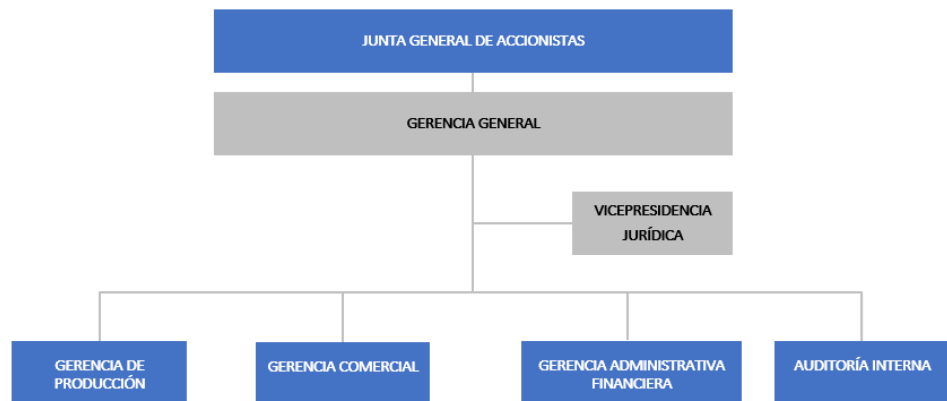 JUNTA GENERAL DE ACCIONISTAS
GERENCIA GENERAL
VICEPRESIDENCIA
JURÍDICA
GERENCIA DE
PRODUCCIÓN
GERENCIA COMERCIAL
GERENCIA ADMINISTRATIVA
FINANCIERA
AUDITORÍA INTERNA